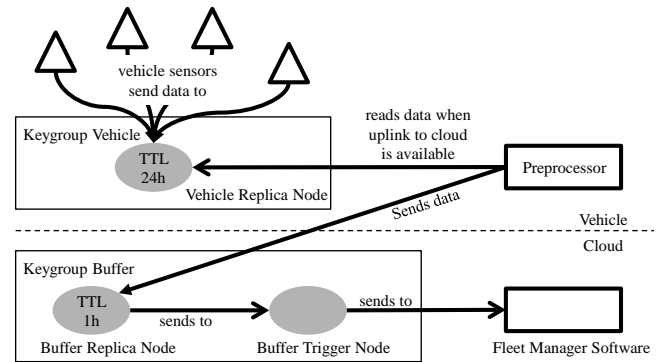 vehicle sensors
send data to
Keygroup Vehicle
TTL
24h
Vehicle Replica Node
reads data when
uplink to cloud
is available
Preprocessor
Sends data
Vehicle
Cloud
Keygroup Buffer
TTL
1h
sends to
sends to
Buffer Replica Node
Buffer Trigger Node
Fleet Manager Software